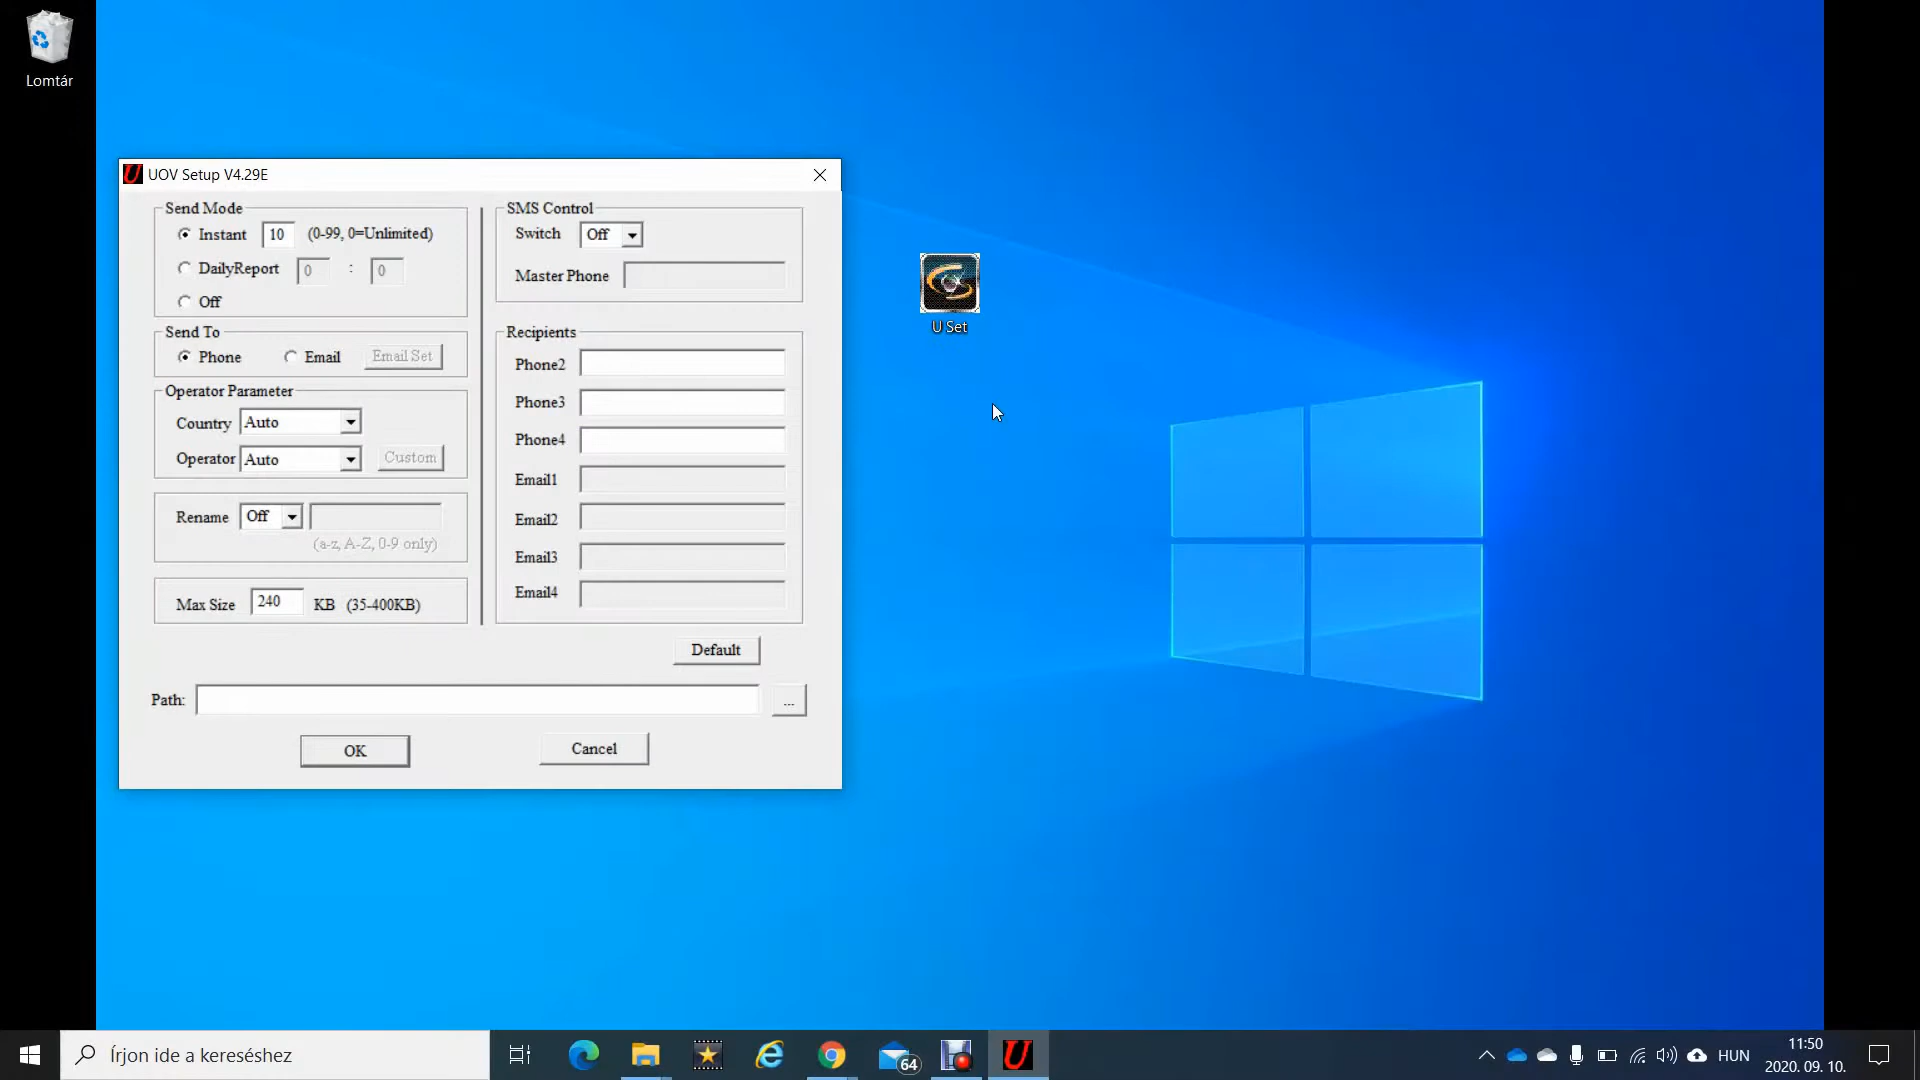 Lomtár
UOV Setup V4.29E
Send Mode
Instant 10 (0-99, 0=Unlimited)
DailyReport 0 : 0
Off
Send To
Phone Email Email Set
Operator Parameter
Country Auto
Operator Auto Custom
Rename Off
(a-z, A-Z, 0-9 only)
Max Size 240 KB (35-400KB)
SMS Control
Switch Off
Master Phone
Recipients
Phone2
Phone3
Phone4
Email1
Email2
Email3
Email4
Default
Path: ...
OK Cancel
U Set
Írjon ide a kereséshez
64
HUN
11:50
2020. 09. 10.